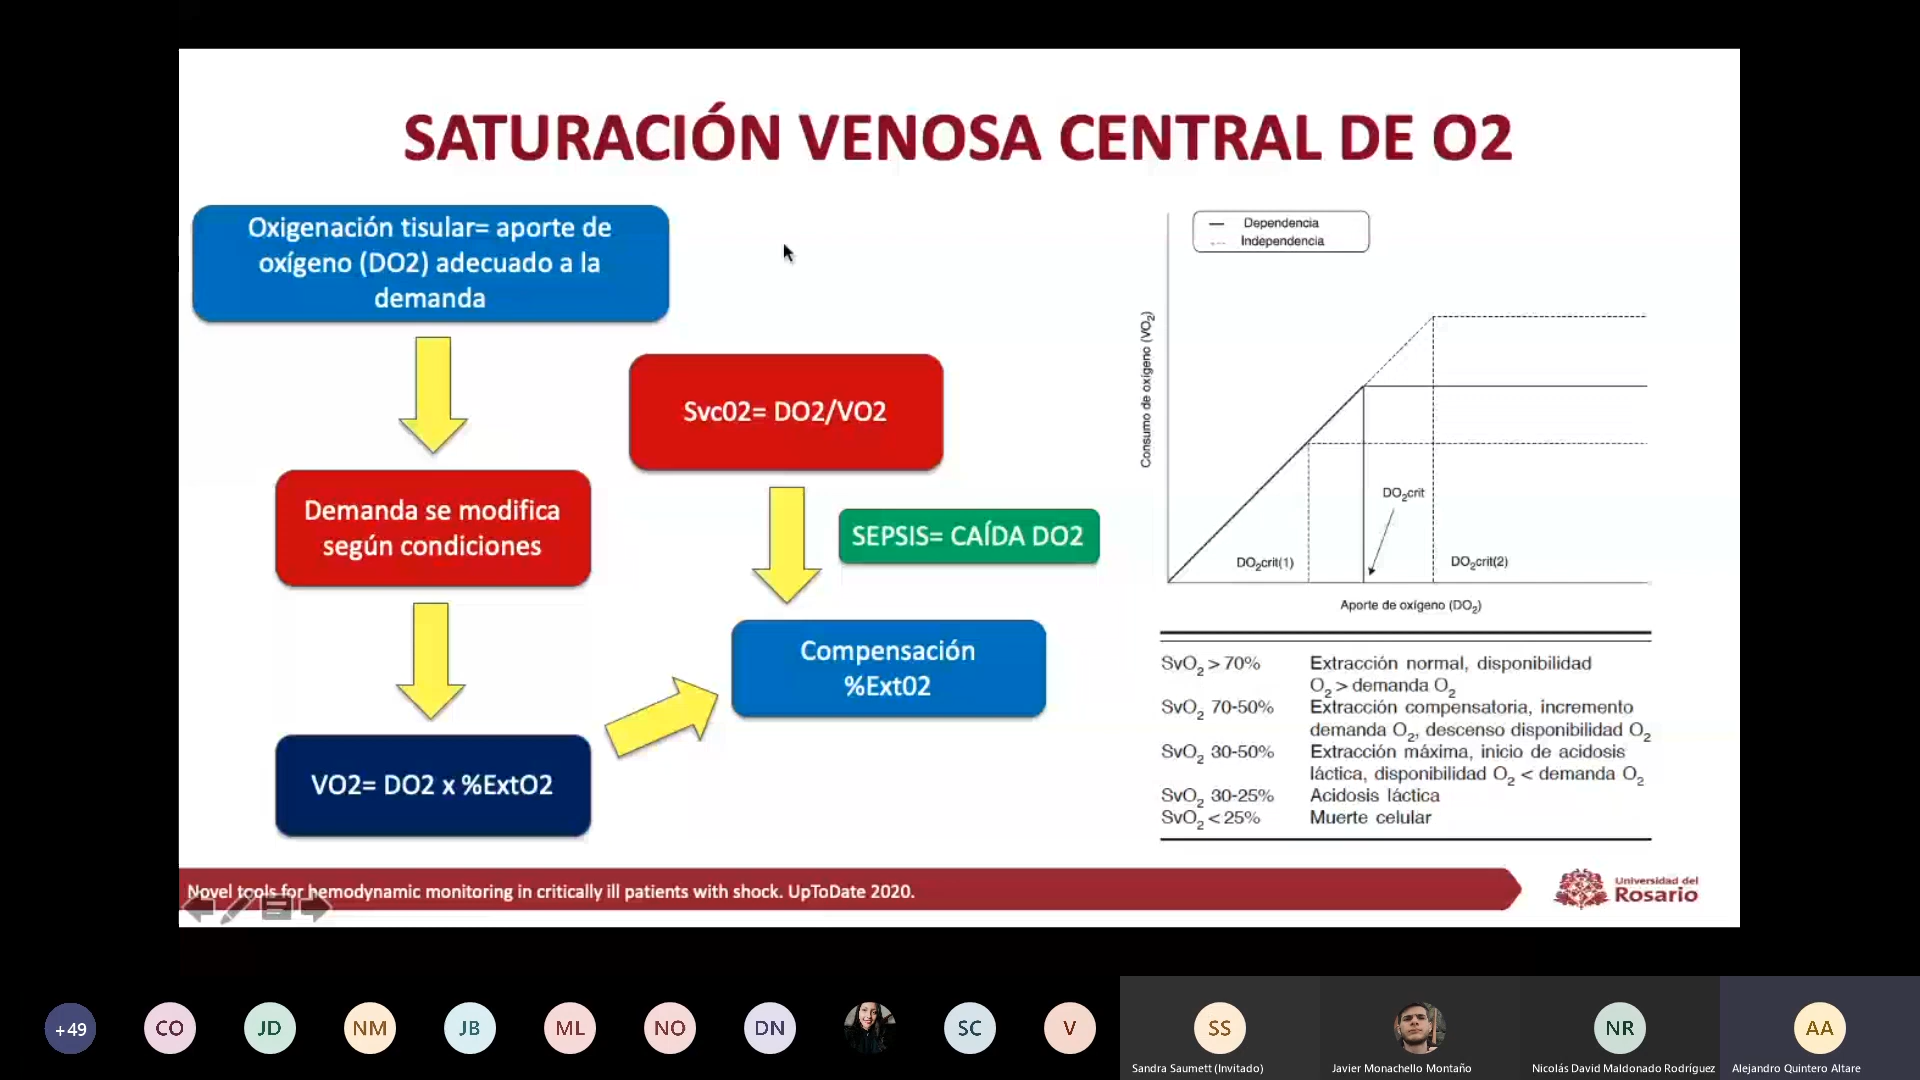 SATURACIÓN VENOSA CENTRAL DE O2
Oxigenación tisular= aporte de
oxígeno (DO2) adecuado a la
demanda
Demanda se modifica
según condiciones
VO2= DO2 x %ExtO2
Svc02= DO2/VO2
SEPSIS= CAÍDA DO2
Compensación
%Ext02
Dependencia
Independencia
Consumo de oxígeno (VO₂)
DO₂crit
DO₂crit(1)
DO₂crit(2)
Aporte de oxígeno (DO₂)
SvO₂ > 70% Extracción normal, disponibilidad
O₂ > demanda O₂
SvO₂ 70-50% Extracción compensatoria, incremento
demanda O₂, descenso disponibilidad O₂
SvO₂ 30-50% Extracción máxima, inicio de acidosis
láctica, disponibilidad O₂ < demanda O₂
SvO₂ 30-25% Acidosis láctica
SvO₂ < 25% Muerte celular
Novel tools for hemodynamic monitoring in critically ill patients with shock. UpToDate 2020.
Universidad del
Rosario
+49
CO
JD
NM
JB
ML
NO
DN
SC
V
SS
NR
AA
Sandra Saumett (Invitado)
Javier Monachello Montaño
Nicolás David Maldonado Rodríguez
Alejandro Quintero Altare